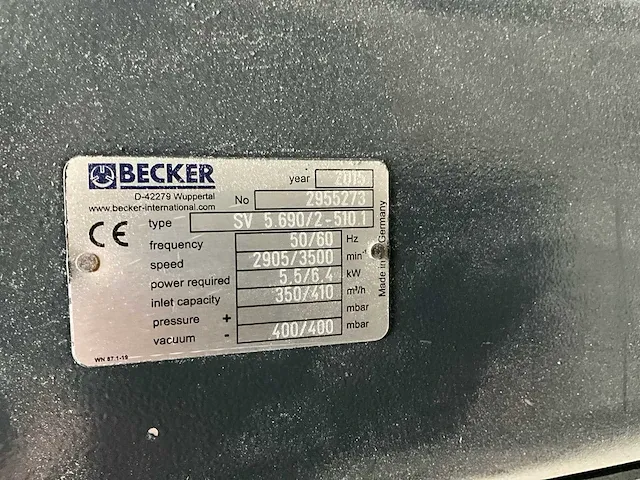 BECKER
D-42279 Wuppertal
www.becker-international.com
year 2015
No 2955273
type SV 5.690/2-510.1
frequency 50/60 Hz
speed 2905/3500 min⁻¹
power required 5.5/6.4 kW
inlet capacity 350/410 m³/h
pressure + mbar
vacuum - 400/400 mbar
WN 87.1-19
CE
Made in Germany